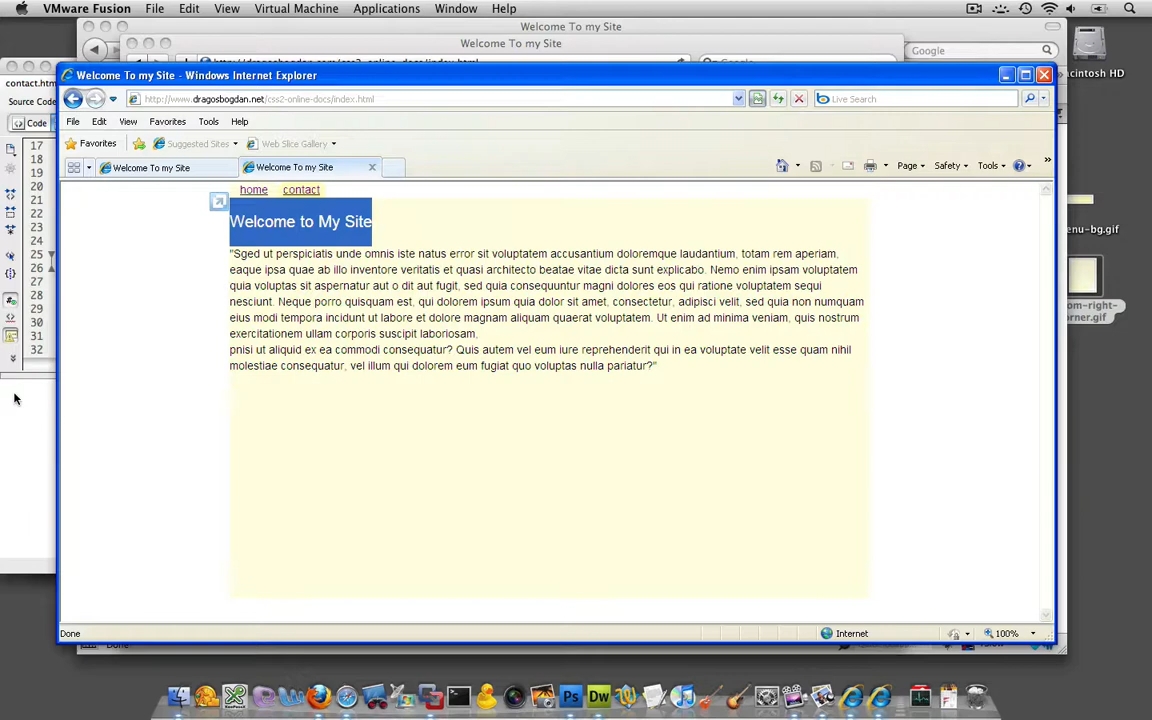 VMware Fusion File Edit View Virtual Machine Applications Window Help
Welcome To my Site
Welcome To my Site
Google
contact.htm
Source Code
Code
17
18
19
20
21
22
23
24
25
26
27
28
29
30
31
32
Welcome To my Site - Windows Internet Explorer
http://www.dragosbogdan.net/css2-online-docs/index.html
Live Search
File Edit View Favorites Tools Help
Favorites Suggested Sites Web Slice Gallery
Welcome To my Site Welcome To my Site Page Safety Tools
home contact
Welcome to My Site
"Sged ut perspiciatis unde omnis iste natus error sit voluptatem accusantium doloremque laudantium, totam rem aperiam,
eaque ipsa quae ab illo inventore veritatis et quasi architecto beatae vitae dicta sunt explicabo. Nemo enim ipsam voluptatem
quia voluptas sit aspernatur aut o dit aut fugit, sed quia consequuntur magni dolores eos qui ratione voluptatem sequi
nesciunt. Neque porro quisquam est, qui dolorem ipsum quia dolor sit amet, consectetur, adipisci velit, sed quia non numquam
eius modi tempora incidunt ut labore et dolore magnam aliquam quaerat voluptatem. Ut enim ad minima veniam, quis nostrum
exercitationem ullam corporis suscipit laboriosam,
pnisi ut aliquid ex ea commodi consequatur? Quis autem vel eum iure reprehenderit qui in ea voluptate velit esse quam nihil
molestiae consequatur, vel illum qui dolorem eum fugiat quo voluptas nulla pariatur?"
Done
Internet
100%
acintosh HD
enu-bg.gif
om-right-
orner.gif
Ps Dw